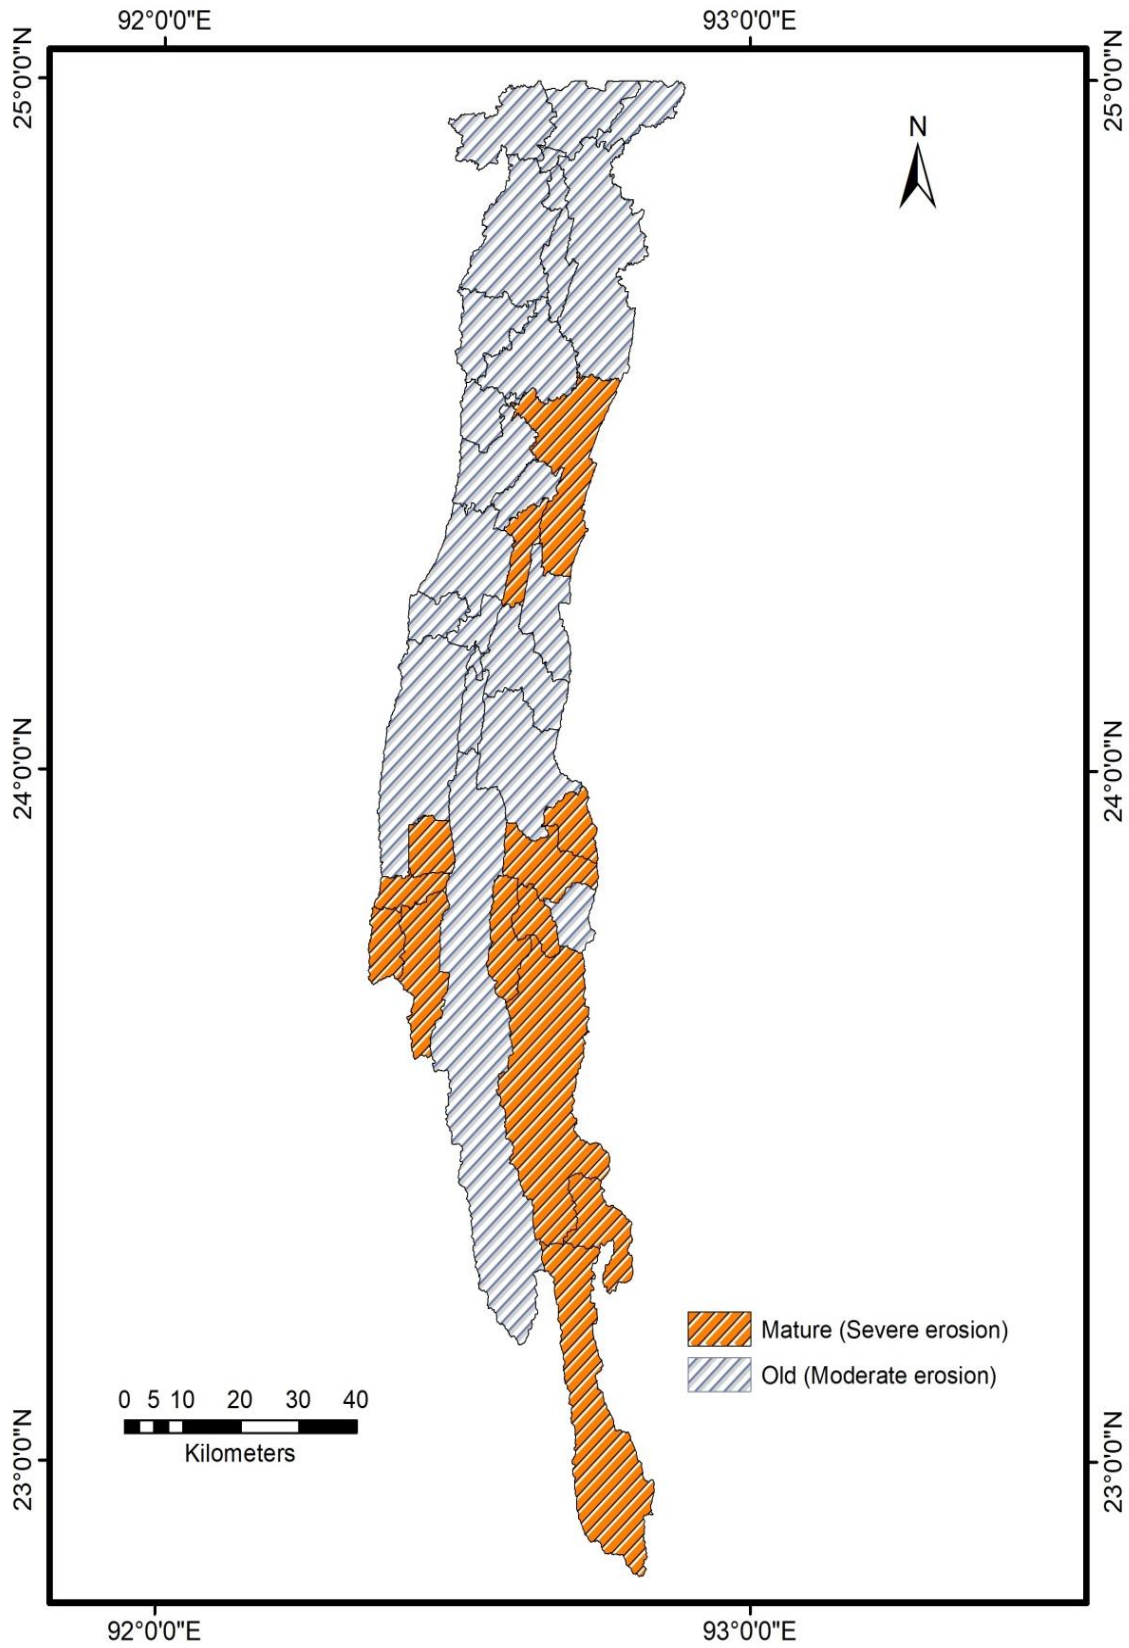 92°0'0"E
93°0'0"E
25°0'0"N
25°0'0"N
N
24°0'0"N
24°0'0"N
Mature (Severe erosion)
Old (Moderate erosion)
0 5 10 20 30 40
Kilometers
23°0'0"N
23°0'0"N
92°0'0"E
93°0'0"E